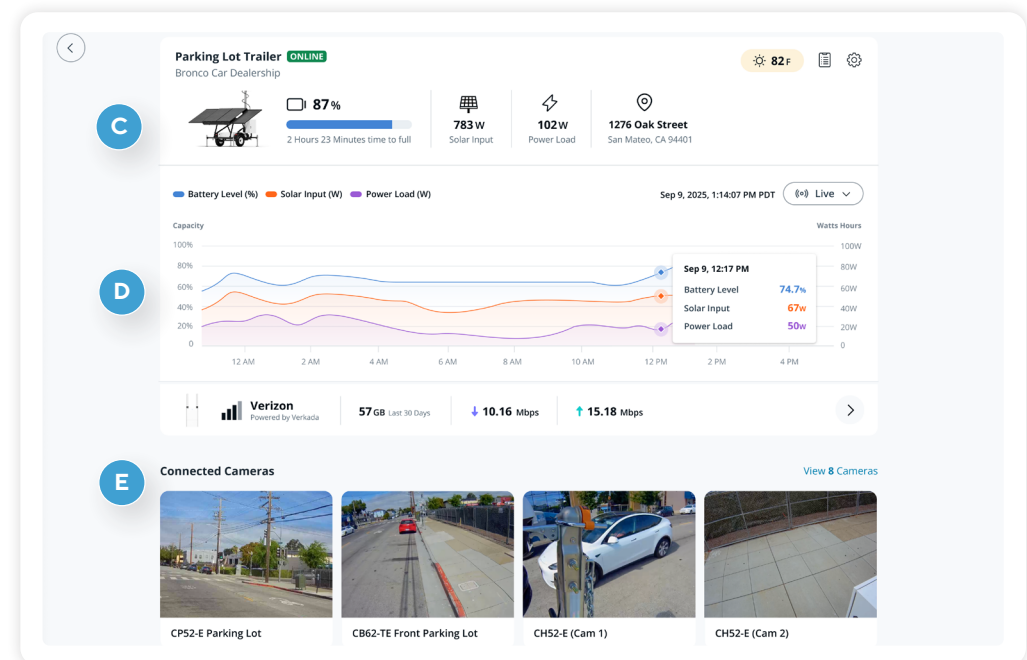 Parking Lot Trailer ONLINE
Bronco Car Dealership
82 F
C
87%
2 Hours 23 Minutes time to full
783 W
Solar Input
102 W
Power Load
1276 Oak Street
San Mateo, CA 94401
Battery Level (%) Solar Input (W) Power Load (W)
Sep 9, 2025, 1:14:07 PM PDT
Live
Capacity
Watts Hours
100%
80%
60%
40%
20%
0
D
Sep 9, 12:17 PM
Battery Level 74.7%
Solar Input 67w
Power Load 50w
100W
80W
60W
40W
20W
0
12 AM 2 AM 4 AM 6 AM 8 AM 10 AM 12 PM 2 PM 4 PM
Verizon
Powered by Verkada
57 GB Last 30 Days
10.16 Mbps
15.18 Mbps
E
Connected Cameras
View 8 Cameras
CP52-E Parking Lot
CB62-TE Front Parking Lot
CH52-E (Cam 1)
CH52-E (Cam 2)